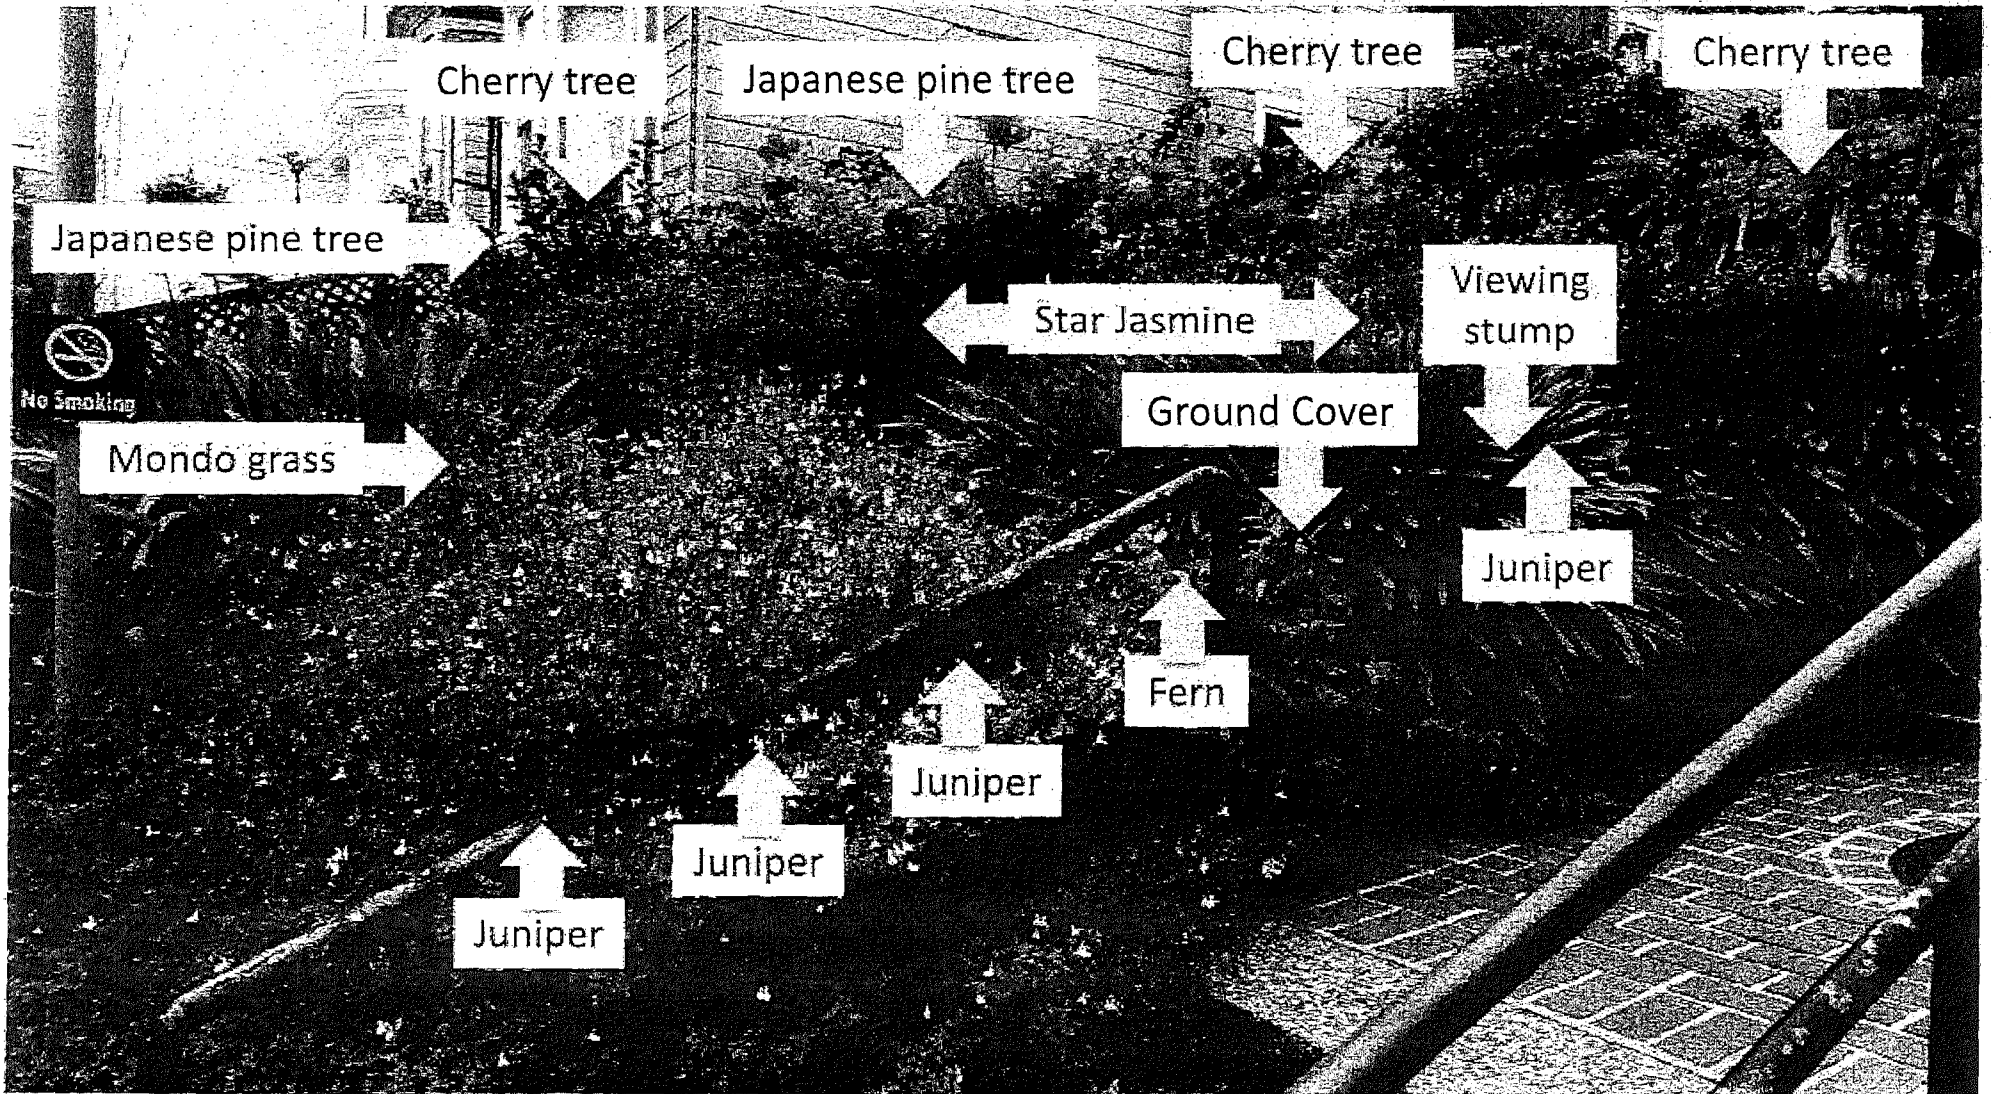 Cherry tree
Japanese pine tree
Cherry tree
Cherry tree
Japanese pine tree
Star Jasmine
Viewing
stump
No Smoking
Mondo grass
Ground Cover
Juniper
Fern
Juniper
Juniper
Juniper